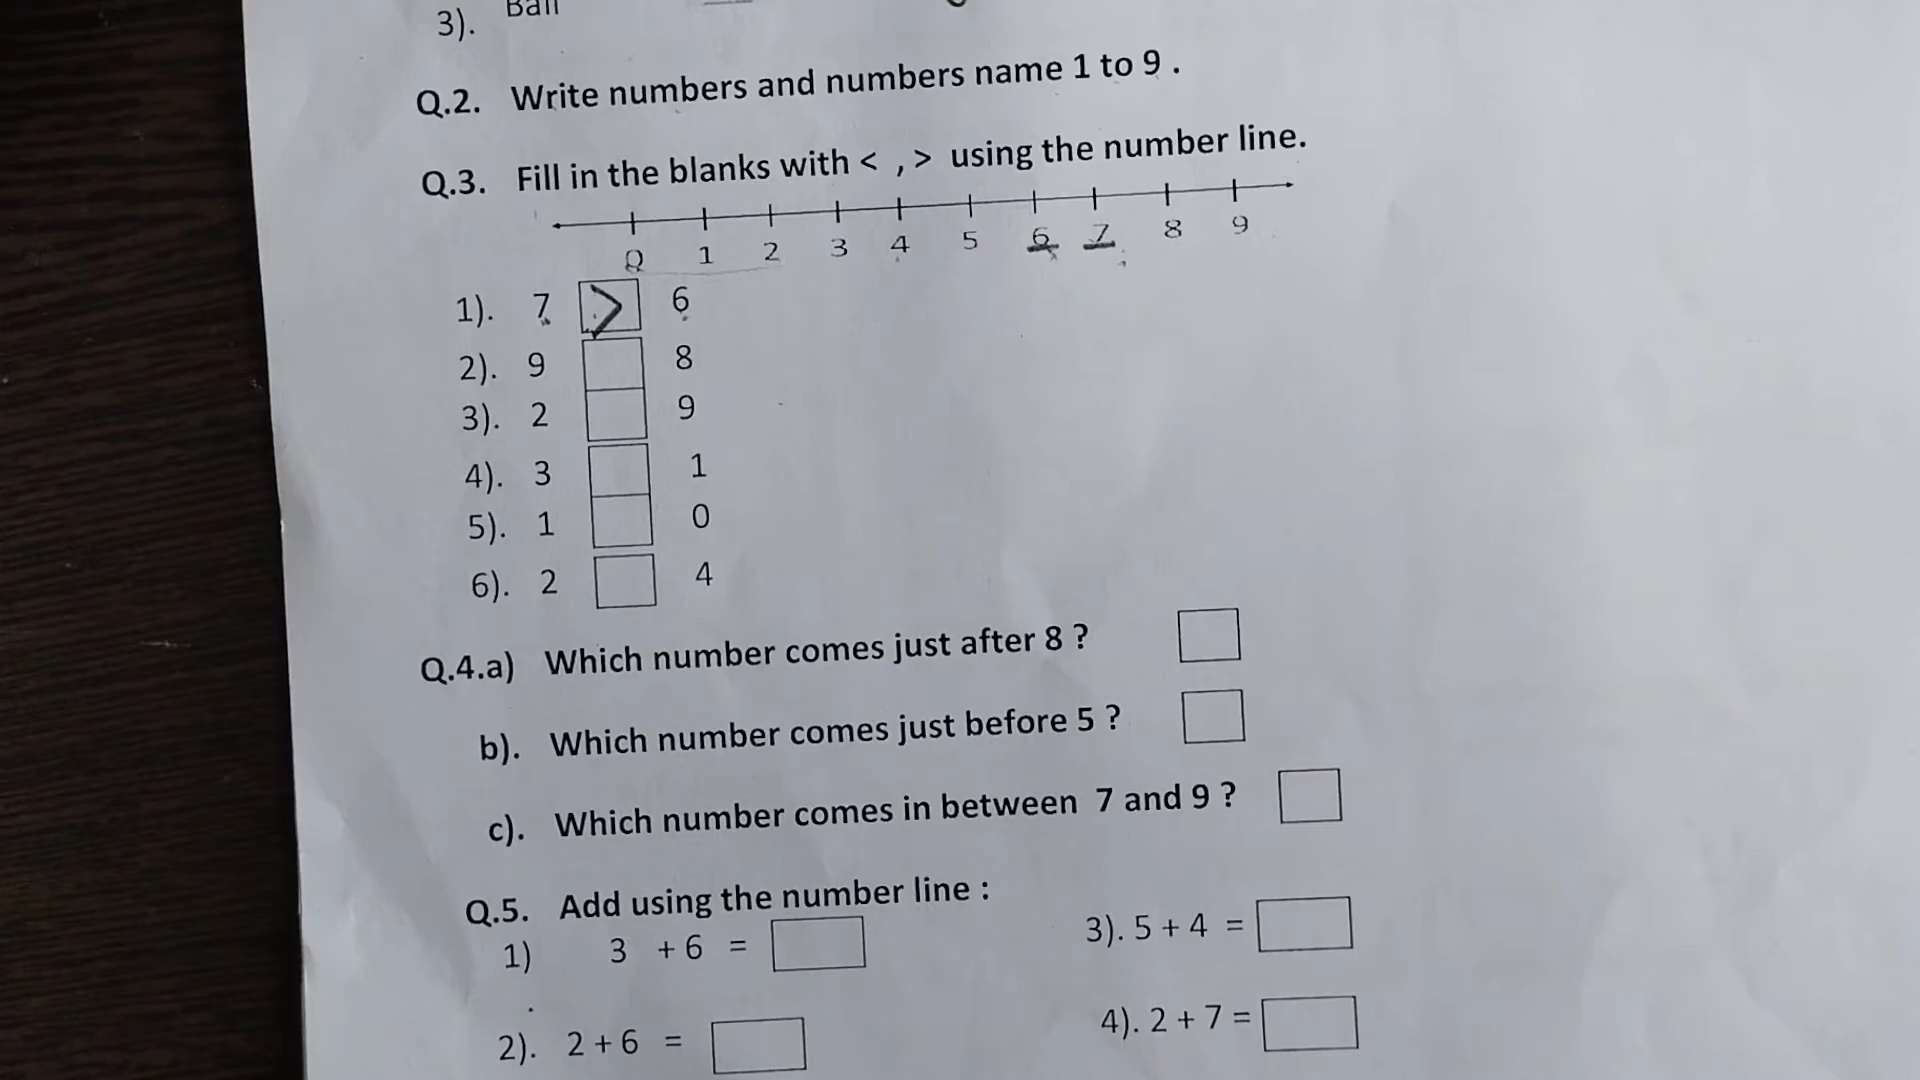 3). Ball
Q.2. Write numbers and numbers name 1 to 9 .
Q.3. Fill in the blanks with < , > using the number line.
0 1 2 3 4 5 6 7 8 9
1). 7 > 6
2). 9 8
3). 2 9
4). 3 1
5). 1 0
6). 2 4
Q.4.a) Which number comes just after 8 ?
b). Which number comes just before 5 ?
c). Which number comes in between 7 and 9 ?
Q.5. Add using the number line :
1) 3 + 6 =
3). 5 + 4 =
2). 2 + 6 =
4). 2 + 7 =